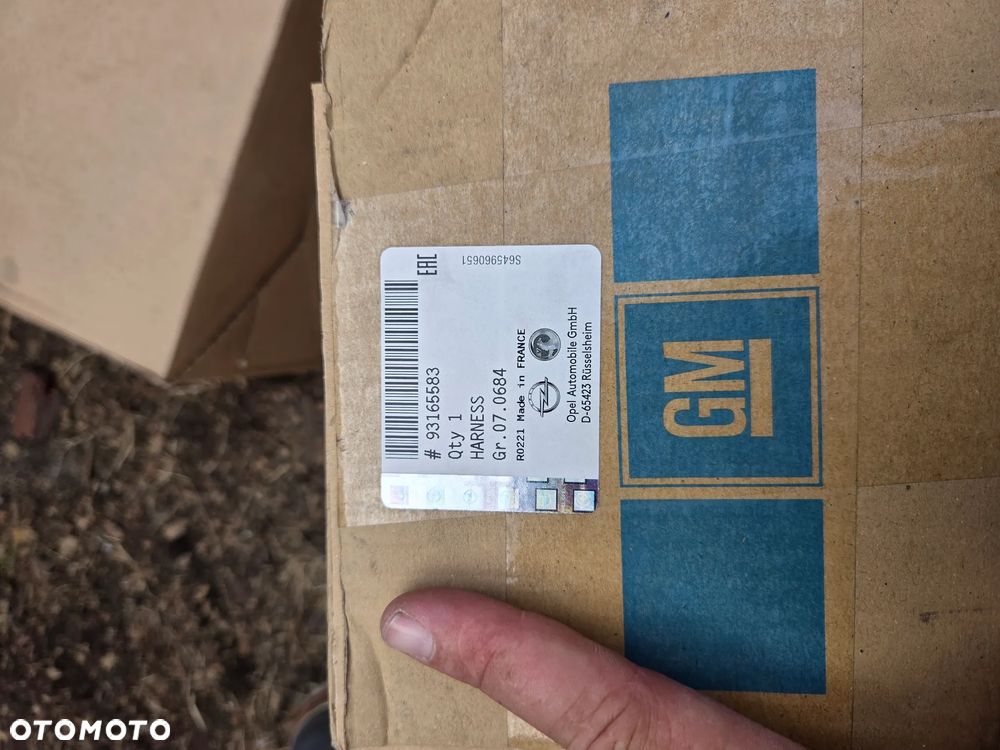 EAC
S645960651
# 93165583
Qty 1
HARNESS
Gr.07.0684
R0221 Made in FRANCE
Opel Automobile GmbH
D-65423 Rüsselsheim
GM
OTOMOTO